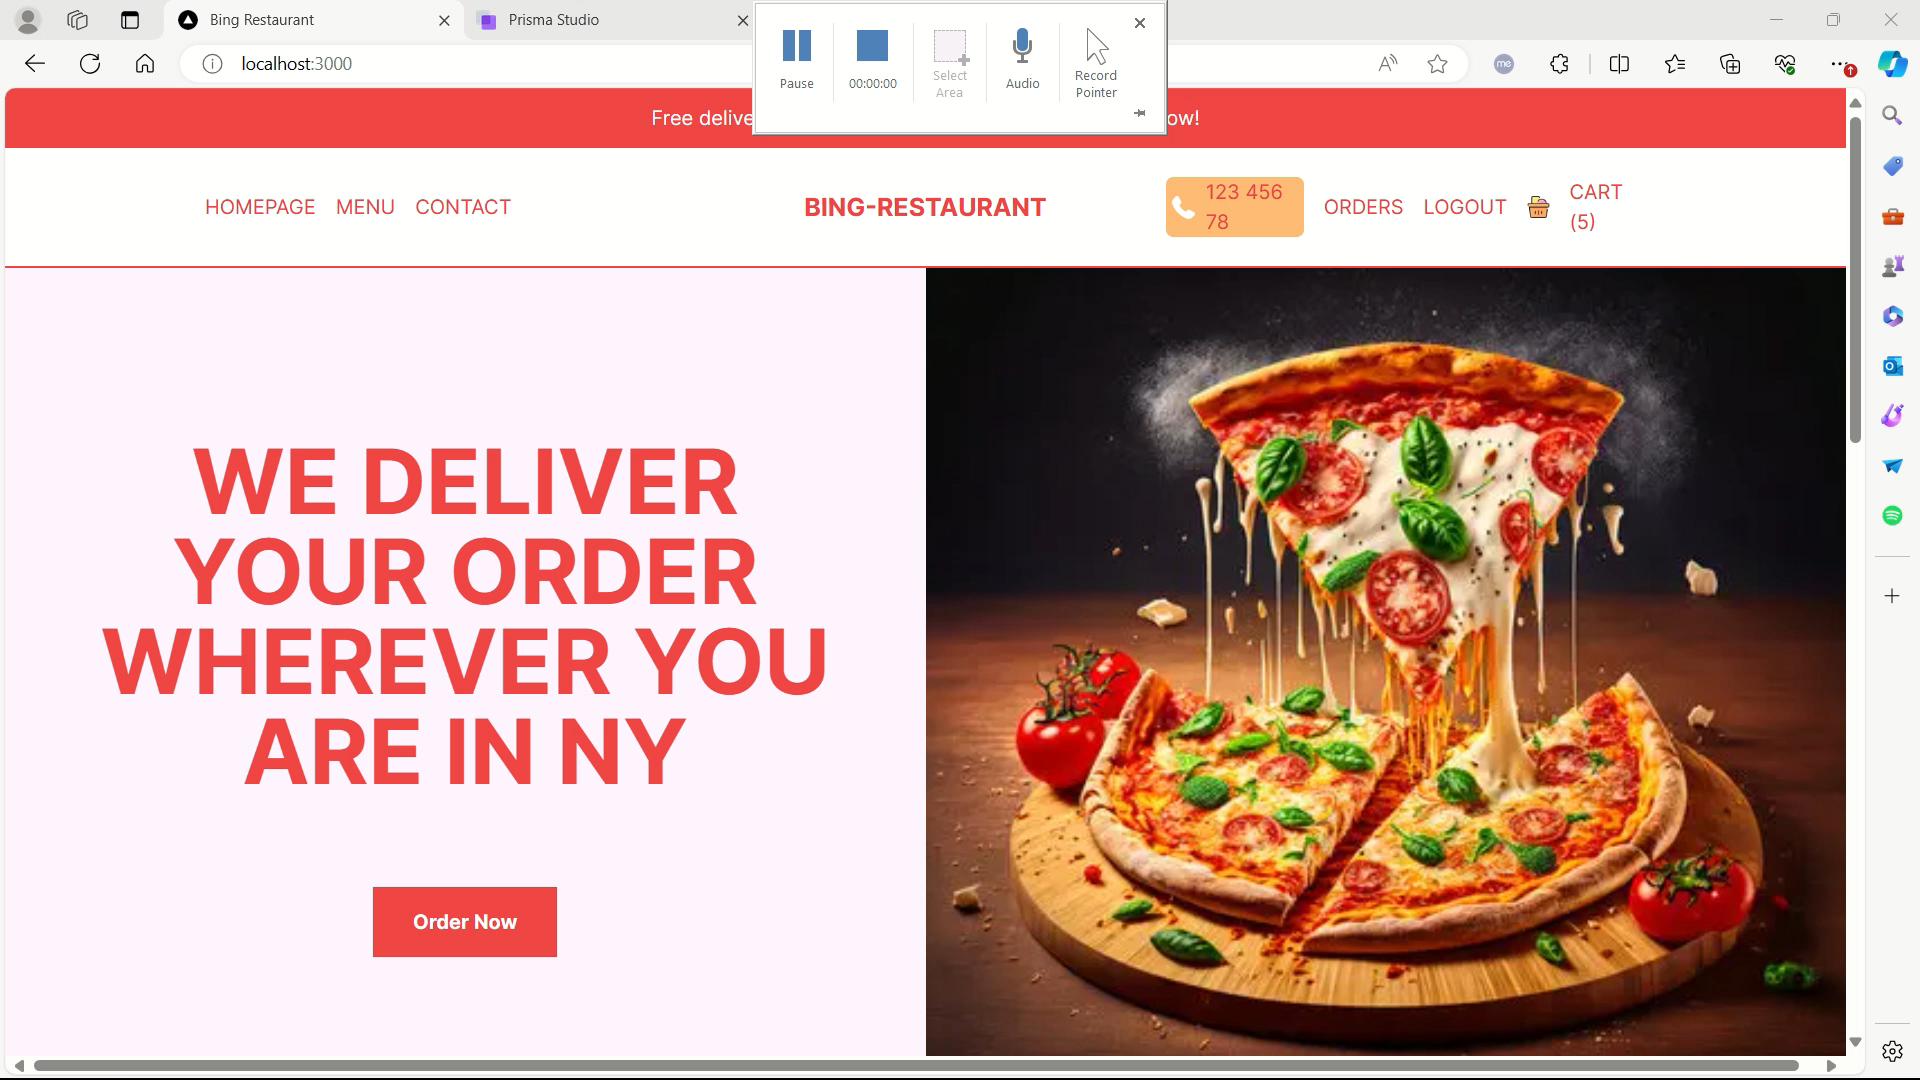 Bing Restaurant
Prisma Studio
localhost:3000
Pause
00:00:00
Select
Area
Audio
Record
Pointer
me
Free delive
ow!
HOMEPAGE MENU CONTACT
BING-RESTAURANT
123 456
78
ORDERS LOGOUT
CART
(5)
WE DELIVER
YOUR ORDER
WHEREVER YOU
ARE IN NY
Order Now